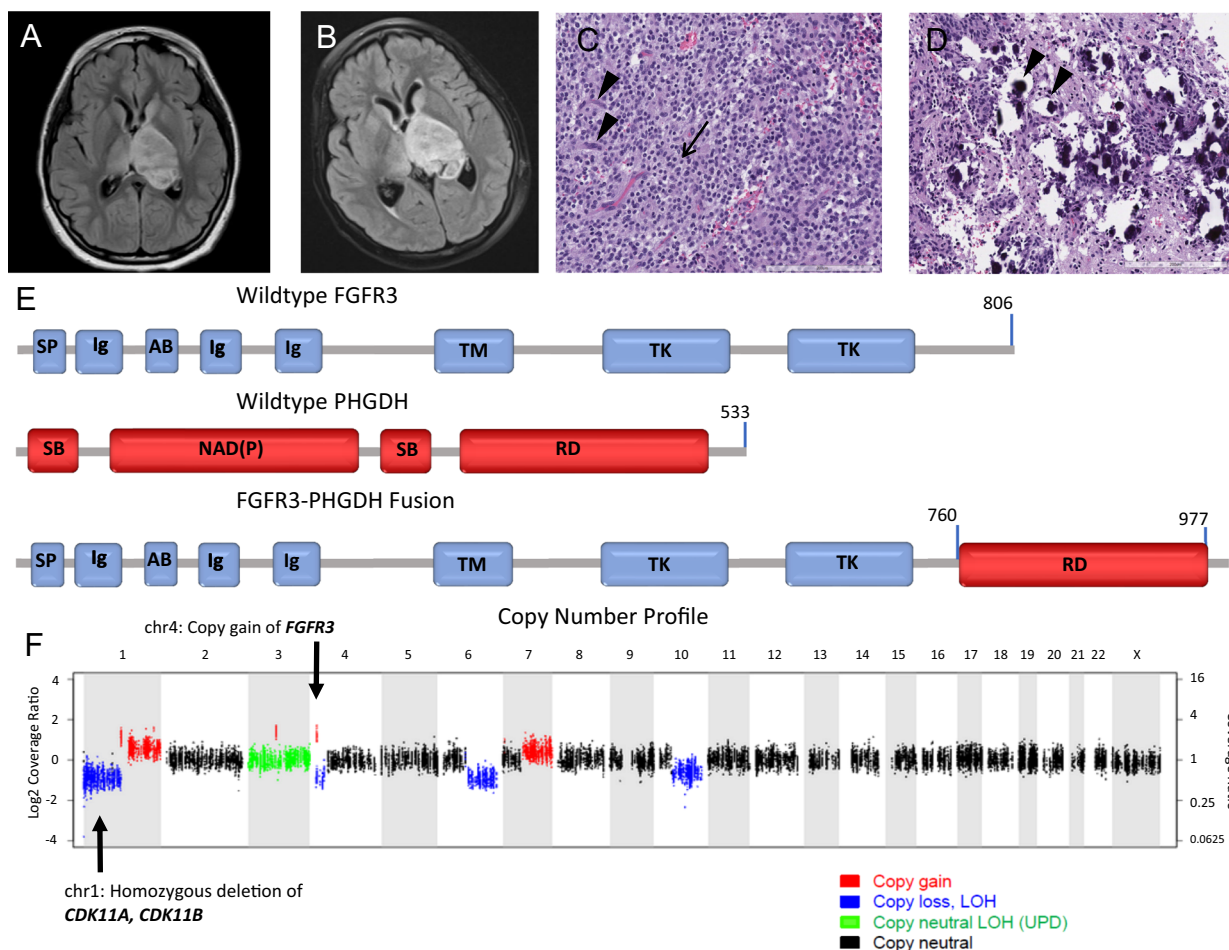 A
B
C
D
E
Wildtype FGFR3
806
SP Ig AB Ig Ig TM TK TK
Wildtype PHGDH
533
SB NAD(P) SB RD
FGFR3-PHGDH Fusion
760
977
SP Ig AB Ig Ig TM TK TK RD
Copy Number Profile
chr4: Copy gain of FGFR3
F
1 2 3 4 5 6 7 8 9 10 11 12 13 14 15 16 17 18 19 20 21 22 X
Log2 Coverage Ratio
4
2
0
-2
-4
16
4
1
0.25
0.0625
chr1: Homozygous deletion of
CDK11A, CDK11B
Copy gain
Copy loss, LOH
Copy neutral LOH (UPD)
Copy neutral